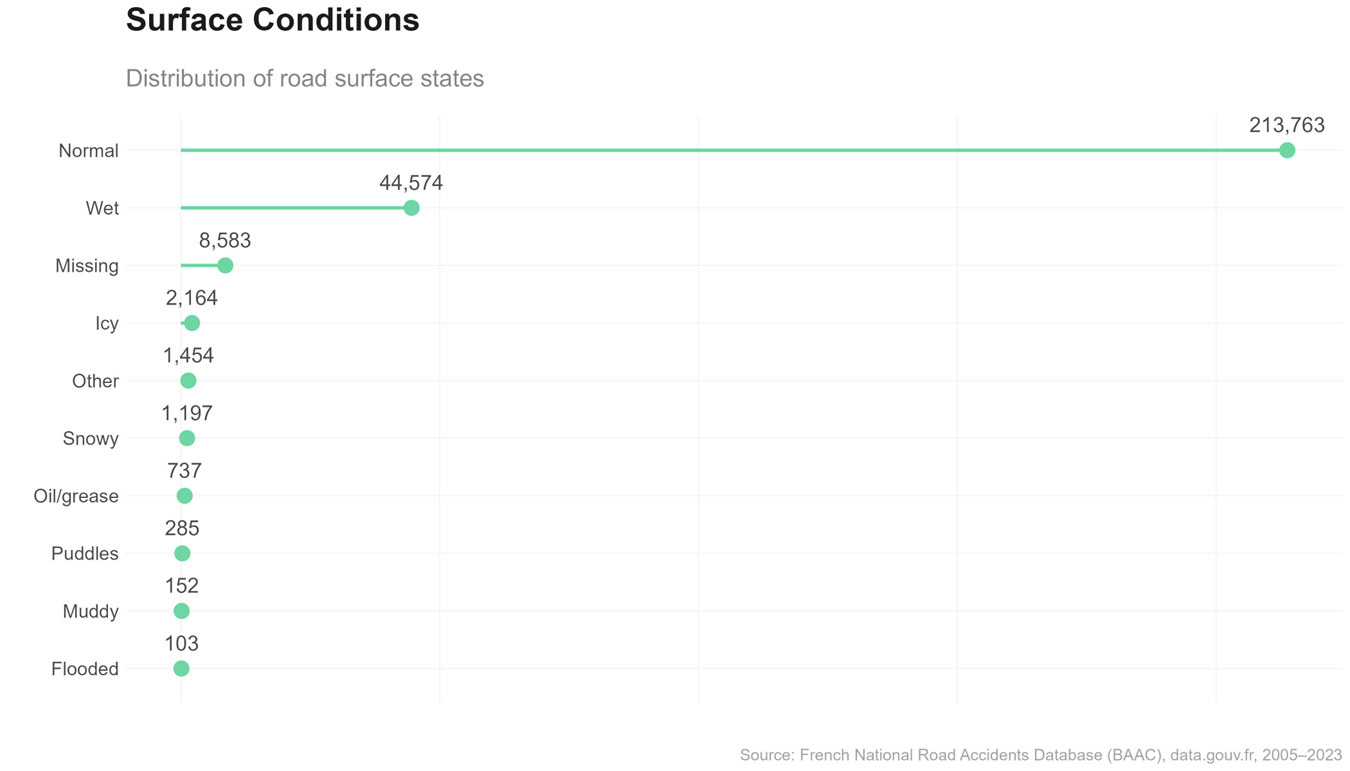 Surface Conditions
Distribution of road surface states
213,763
Normal
44,574
Wet
8,583
Missing
2,164
Icy
1,454
Other
1,197
Snowy
737
Oil/grease
285
Puddles
152
Muddy
103
Flooded
Source: French National Road Accidents Database (BAAC), data.gouv.fr, 2005–2023